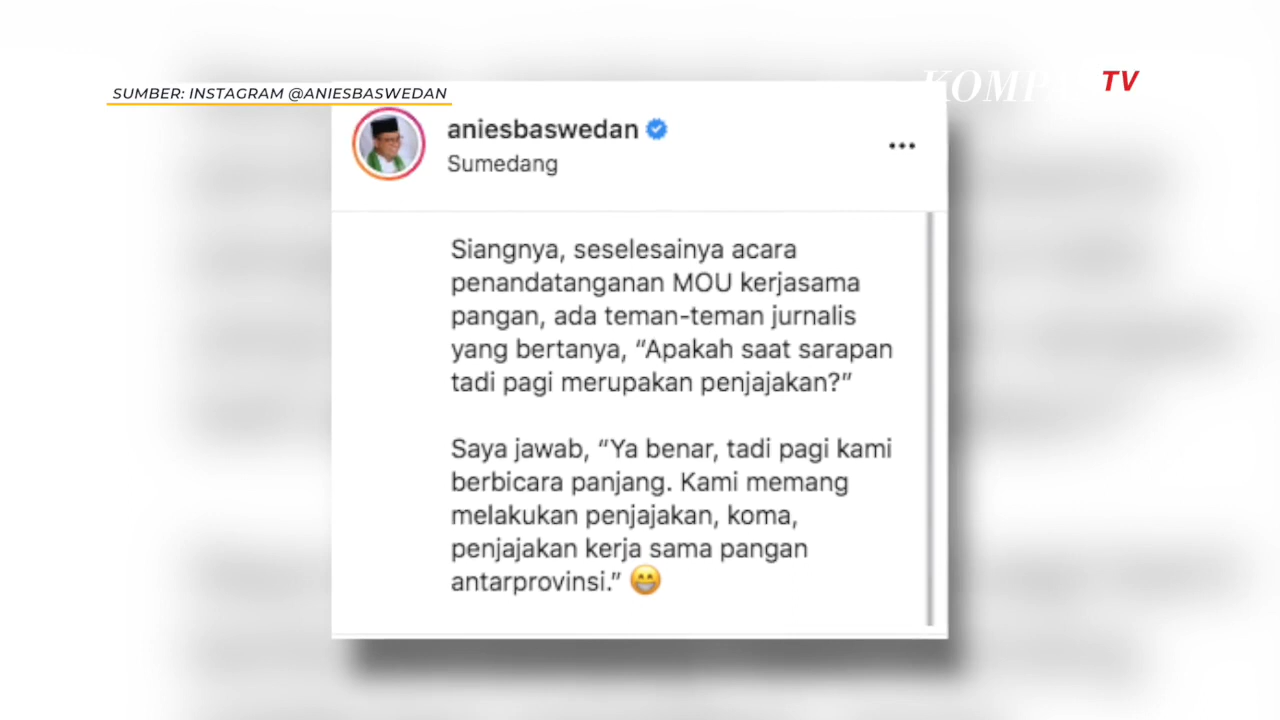 SUMBER: INSTAGRAM @ANIESBASWEDAN
KOMPAS TV
aniesbaswedan
Sumedang
Siangnya, seselesainya acara
penandatanganan MOU kerjasama
pangan, ada teman-teman jurnalis
yang bertanya, “Apakah saat sarapan
tadi pagi merupakan penjajakan?”
Saya jawab, “Ya benar, tadi pagi kami
berbicara panjang. Kami memang
melakukan penjajakan, koma,
penjajakan kerja sama pangan
antarprovinsi.” 😁